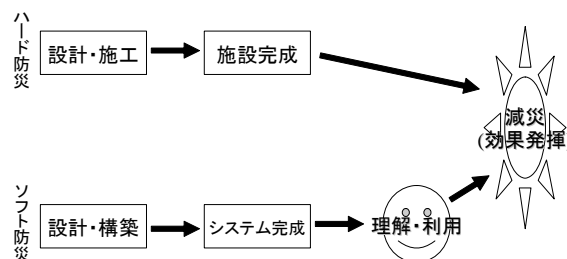 ハード防災
設計・施工
施設完成
減災
(効果発揮
ソフト防災
設計・構築
システム完成
理解・利用